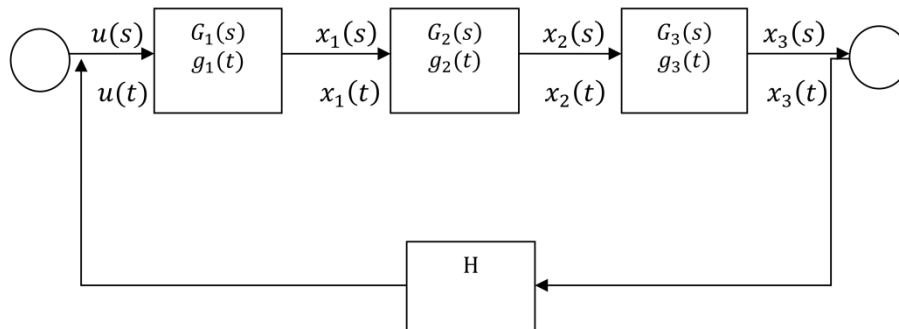 u(s)
G₁(s)
g₁(t)
x₁(s)
G₂(s)
g₂(t)
x₂(s)
G₃(s)
g₃(t)
x₃(s)
u(t)
x₁(t)
x₂(t)
x₃(t)
H